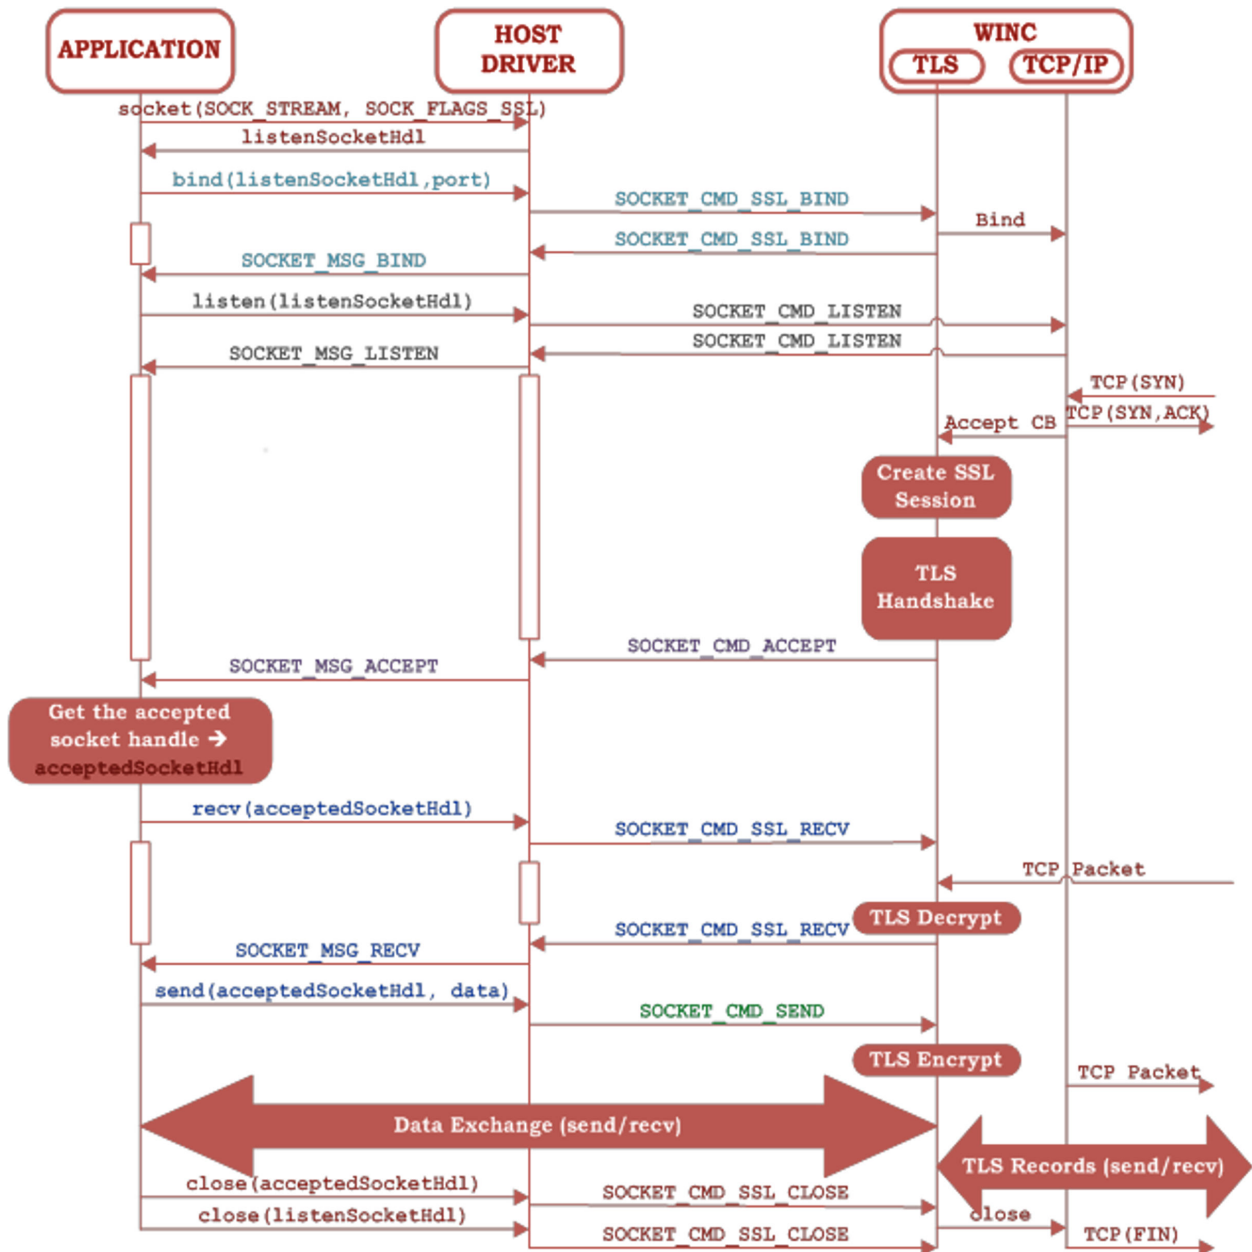 APPLICATION
HOST
DRIVER
WINC
TLS
TCP/IP
socket(SOCK_STREAM, SOCK_FLAGS_SSL)
listenSocketHdl
bind(listenSocketHdl,port)
SOCKET_CMD_SSL_BIND
Bind
SOCKET_CMD_SSL_BIND
SOCKET_MSG_BIND
listen(listenSocketHdl)
SOCKET_CMD_LISTEN
SOCKET_CMD_LISTEN
SOCKET_MSG_LISTEN
TCP(SYN)
TCP(SYN,ACK)
Accept CB
Create SSL
Session
TLS
Handshake
SOCKET_CMD_ACCEPT
SOCKET_MSG_ACCEPT
Get the accepted
socket handle ➔
acceptedSocketHdl
recv(acceptedSocketHdl)
SOCKET_CMD_SSL_RECV
TCP Packet
TLS Decrypt
SOCKET_CMD_SSL_RECV
SOCKET_MSG_RECV
send(acceptedSocketHdl, data)
SOCKET_CMD_SEND
TLS Encrypt
TCP Packet
Data Exchange (send/recv)
TLS Records (send/recv)
close(acceptedSocketHdl)
SOCKET_CMD_SSL_CLOSE
close(listenSocketHdl)
close
SOCKET_CMD_SSL_CLOSE
TCP(FIN)